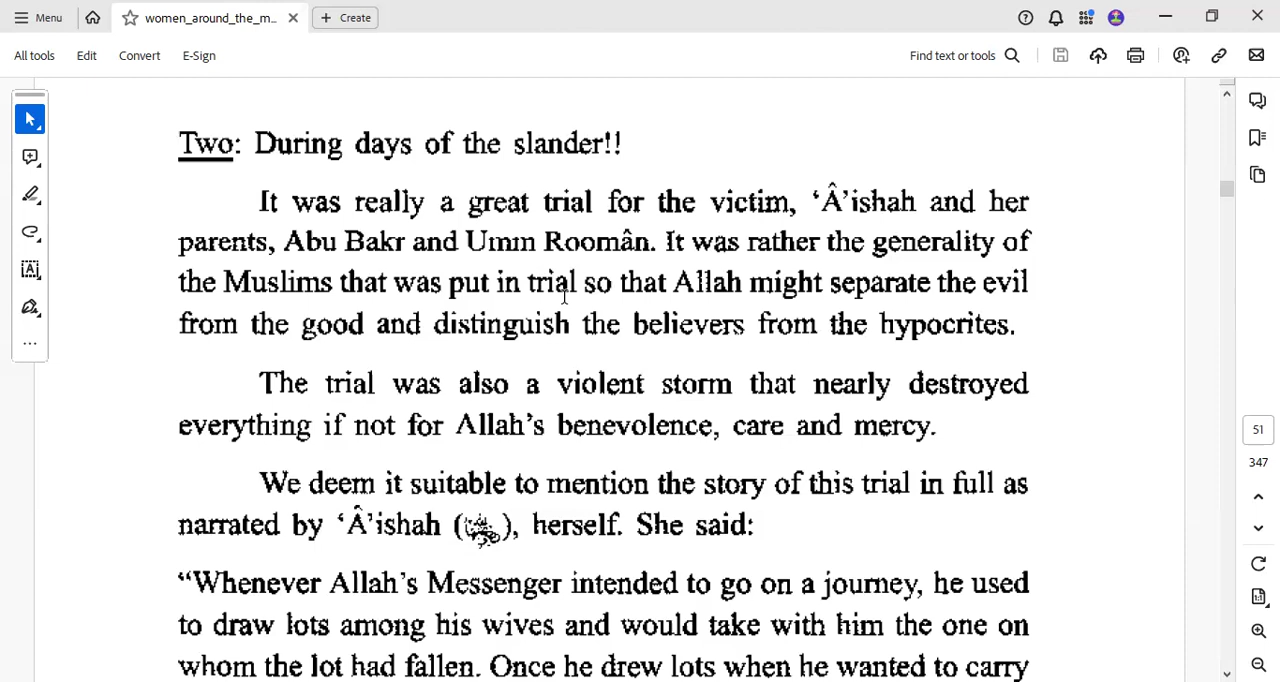 Menu
women_around_the_m...
Create
All tools
Edit
Convert
E-Sign
Find text or tools
Two: During days of the slander!!
It was really a great trial for the victim, ‘Â’ishah and her
parents, Abu Bakr and Umm Roomân. It was rather the generality of
the Muslims that was put in trial so that Allah might separate the evil
from the good and distinguish the believers from the hypocrites.
The trial was also a violent storm that nearly destroyed
everything if not for Allah’s benevolence, care and mercy.
We deem it suitable to mention the story of this trial in full as
narrated by ‘Â’ishah (), herself. She said:
“Whenever Allah’s Messenger intended to go on a journey, he used
to draw lots among his wives and would take with him the one on
whom the lot had fallen. Once he drew lots when he wanted to carry
51
347